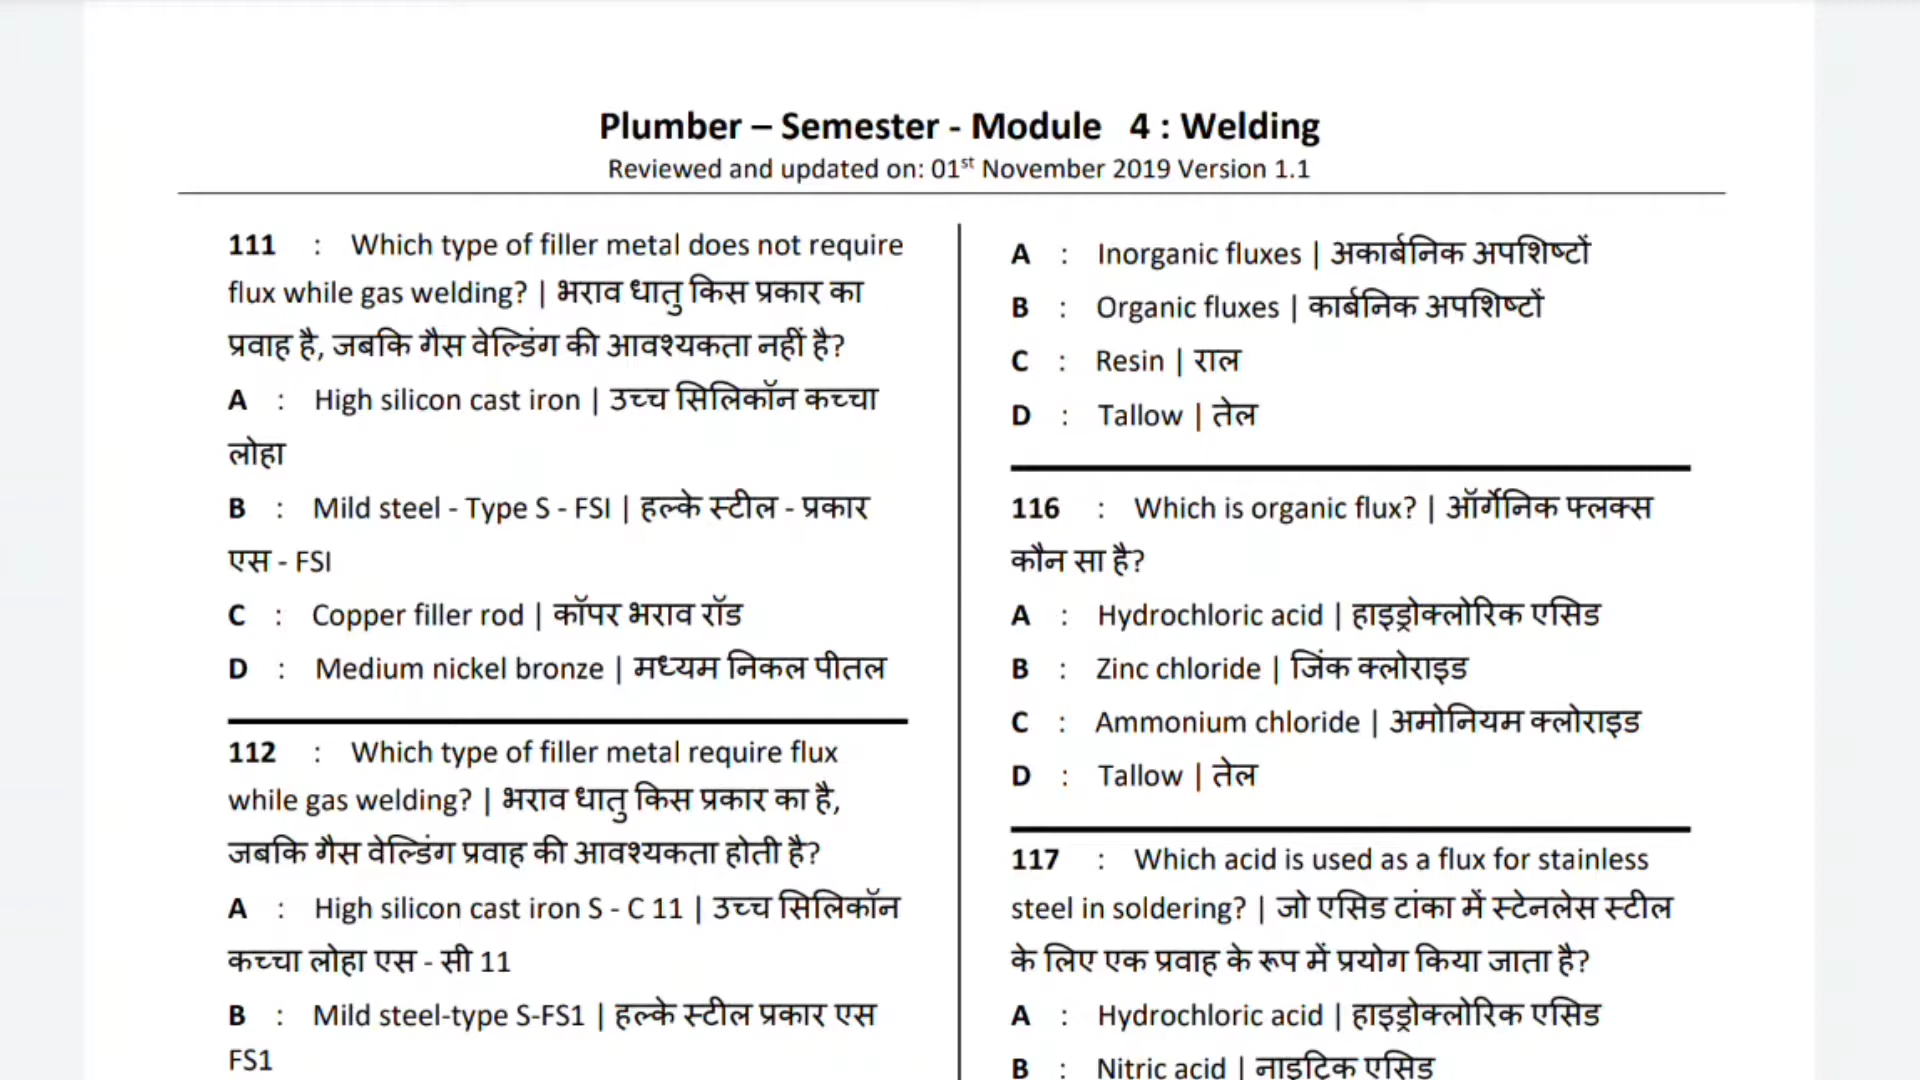 Plumber – Semester - Module 4 : Welding
Reviewed and updated on: 01st November 2019 Version 1.1
111 : Which type of filler metal does not require
flux while gas welding? | भराव धातु किस प्रकार का
प्रवाह है, जबकि गैस वेल्डिंग की आवश्यकता नहीं है?
A : High silicon cast iron | उच्च सिलिकॉन कच्चा
लोहा
B : Mild steel - Type S - FSI | हल्के स्टील - प्रकार
एस - FSI
C : Copper filler rod | कॉपर भराव रॉड
D : Medium nickel bronze | मध्यम निकल पीतल
112 : Which type of filler metal require flux
while gas welding? | भराव धातु किस प्रकार का है,
जबकि गैस वेल्डिंग प्रवाह की आवश्यकता होती है?
A : High silicon cast iron S - C 11 | उच्च सिलिकॉन
कच्चा लोहा एस - सी 11
B : Mild steel-type S-FS1 | हल्के स्टील प्रकार एस
FS1
A : Inorganic fluxes | अकार्बनिक अपशिष्टों
B : Organic fluxes | कार्बनिक अपशिष्टों
C : Resin | राल
D : Tallow | तेल
116 : Which is organic flux? | ऑर्गेनिक फ्लक्स
कौन सा है?
A : Hydrochloric acid | हाइड्रोक्लोरिक एसिड
B : Zinc chloride | जिंक क्लोराइड
C : Ammonium chloride | अमोनियम क्लोराइड
D : Tallow | तेल
117 : Which acid is used as a flux for stainless
steel in soldering? | जो एसिड टांका में स्टेनलेस स्टील
के लिए एक प्रवाह के रूप में प्रयोग किया जाता है?
A : Hydrochloric acid | हाइड्रोक्लोरिक एसिड
B : Nitric acid | नाइट्रिक एसिड